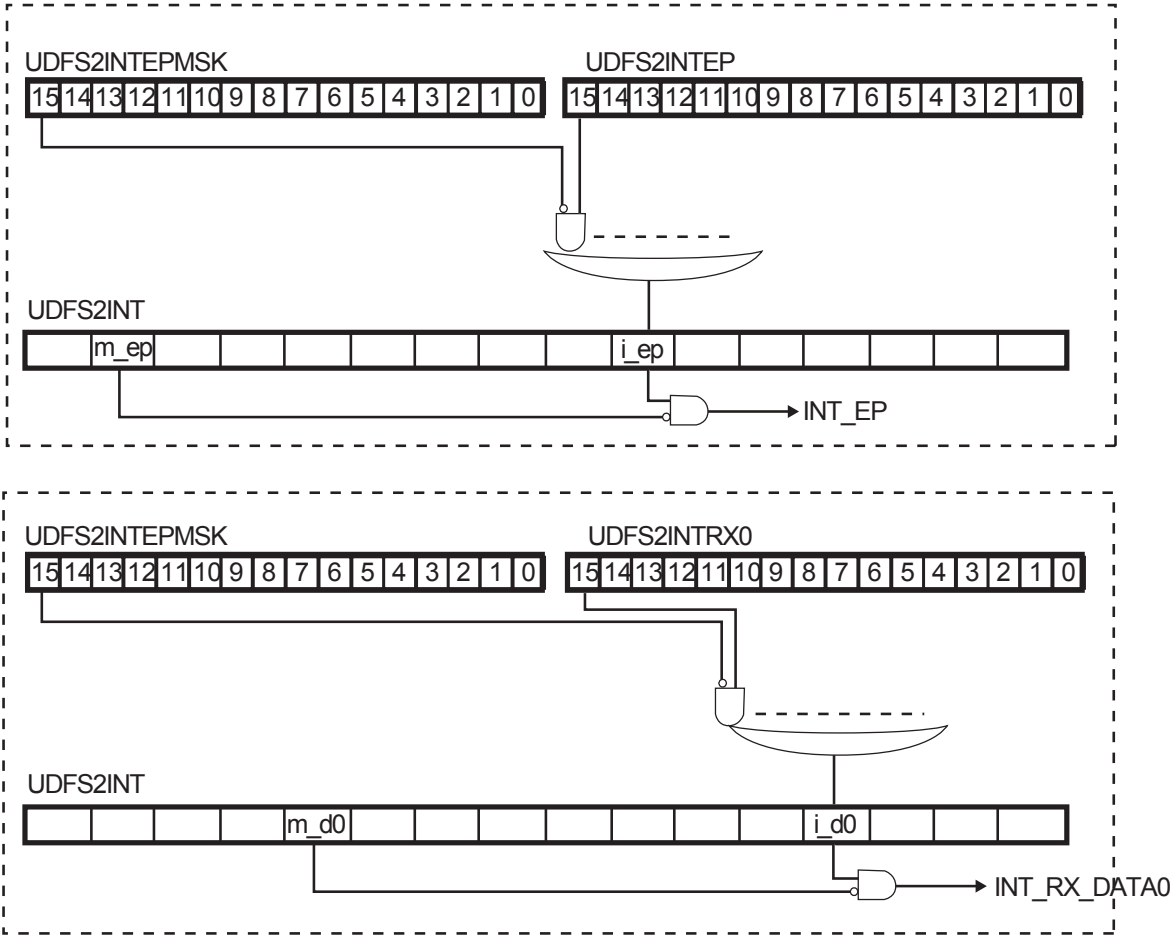 UDFS2INTEPMSK UDFS2INTEP
15 14 13 12 11 10 9 8 7 6 5 4 3 2 1 0 15 14 13 12 11 10 9 8 7 6 5 4 3 2 1 0
UDFS2INT
m_ep i_ep
INT_EP
UDFS2INTEPMSK UDFS2INTRX0
15 14 13 12 11 10 9 8 7 6 5 4 3 2 1 0 15 14 13 12 11 10 9 8 7 6 5 4 3 2 1 0
UDFS2INT
m_d0 i_d0
INT_RX_DATA0